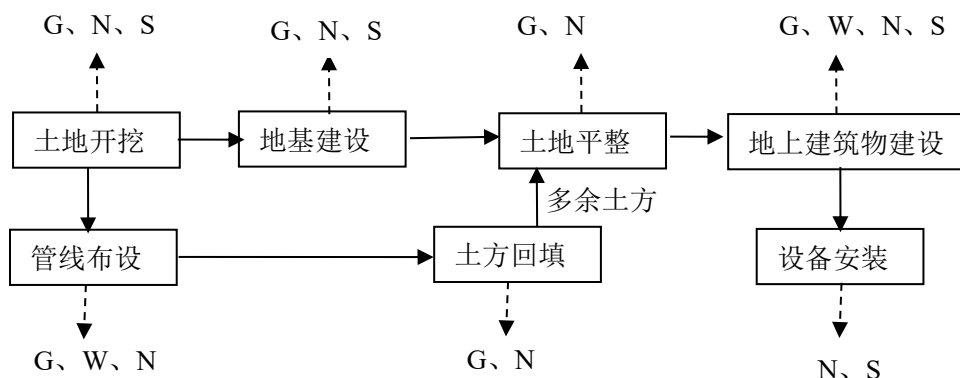 G、N、S
G、N、S
G、N
G、W、N、S
土地开挖
地基建设
土地平整
地上建筑物建设
多余土方
管线布设
土方回填
设备安装
G、W、N
G、N
N、S